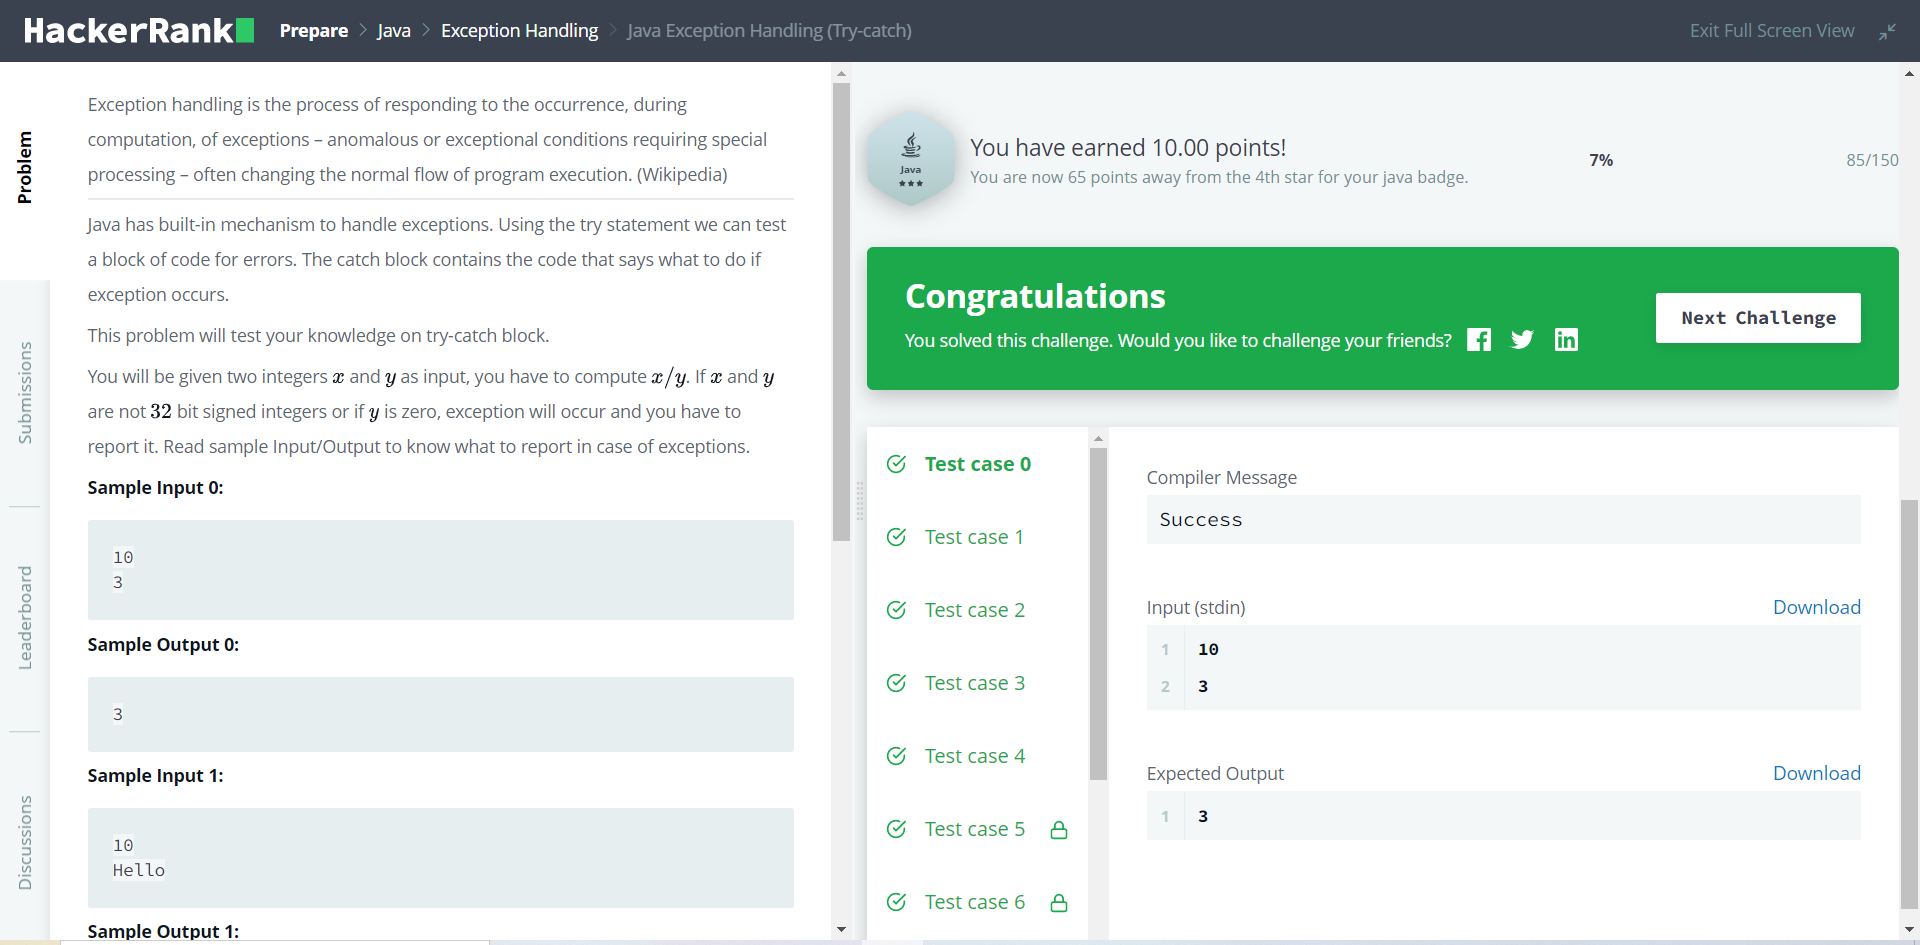 HackerRank Prepare Java Exception Handling Java Exception Handling (Try-catch) Exit Full Screen View
Problem
Submissions
Leaderboard
Discussions
Exception handling is the process of responding to the occurrence, during
computation, of exceptions – anomalous or exceptional conditions requiring special
processing – often changing the normal flow of program execution. (Wikipedia)
Java has built-in mechanism to handle exceptions. Using the try statement we can test
a block of code for errors. The catch block contains the code that says what to do if
exception occurs.
This problem will test your knowledge on try-catch block.
You will be given two integers x and y as input, you have to compute x/y. If x and y
are not 32 bit signed integers or if y is zero, exception will occur and you have to
report it. Read sample Input/Output to know what to report in case of exceptions.
Sample Input 0:
10
3
Sample Output 0:
3
Sample Input 1:
10
Hello
Sample Output 1:
Java
You have earned 10.00 points!
You are now 65 points away from the 4th star for your java badge.
7%
85/150
Congratulations
You solved this challenge. Would you like to challenge your friends?
Next Challenge
Test case 0
Test case 1
Test case 2
Test case 3
Test case 4
Test case 5
Test case 6
Compiler Message
Success
Input (stdin) Download
1 10
2 3
Expected Output Download
1 3